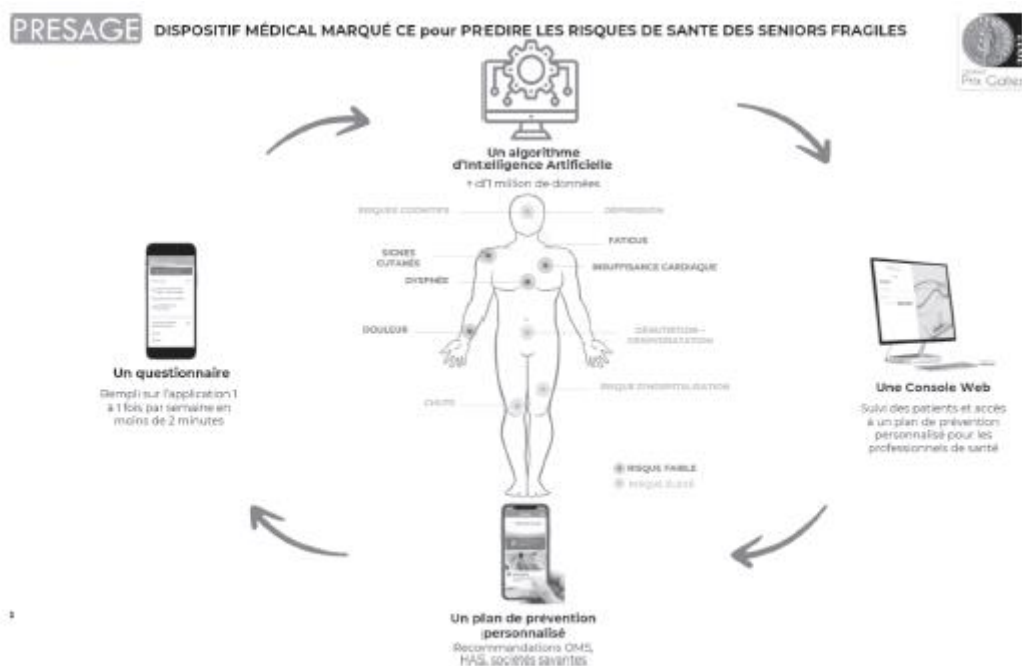 PRESAGE DISPOSITIF MÉDICAL MARQUÉ CE pour PREDIRE LES RISQUES DE SANTE DES SENIORS FRAGILES
Prix Galien
Un algorithme
d'Intelligence Artificielle
+ d'1 million de données
RISQUES COGNITIFS
DÉPRESSION
FATIGUE
SIGNES
CUTANÉS
INSUFFISANCE CARDIAQUE
DYSPNÉE
DOULEUR
DÉNUTRITION –
DÉSHYDRATATION
RISQUE D'HOSPITALISATION
CHUTE
RISQUE FAIBLE
RISQUE ÉLEVÉ
Un questionnaire
Rempli sur l'application 1
à 1 fois par semaine en
moins de 2 minutes
Une Console Web
Suivi des patients et accès
à un plan de prévention
personnalisé pour les
professionnels de santé
Un plan de prévention
personnalisé
Recommandations OMS,
HAS, sociétés savantes